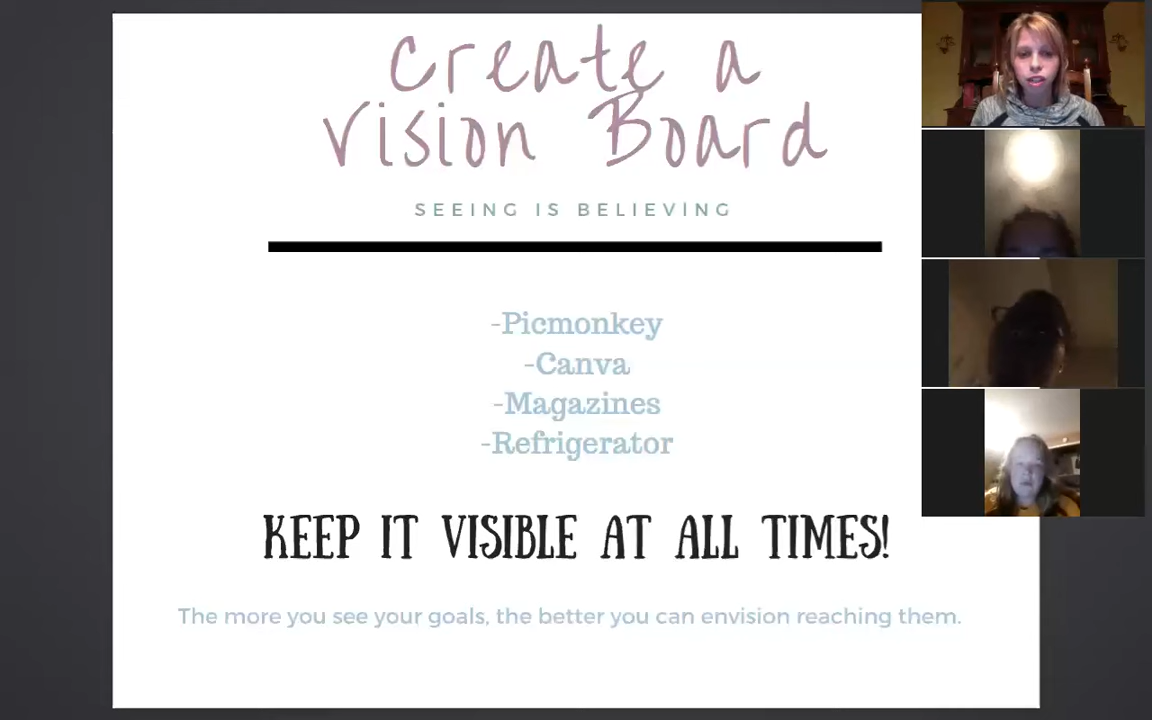 Create a
Vision Board
SEEING IS BELIEVING
-Picmonkey
-Canva
-Magazines
-Refrigerator
KEEP IT VISIBLE AT ALL TIMES!
The more you see your goals, the better you can envision reaching them.